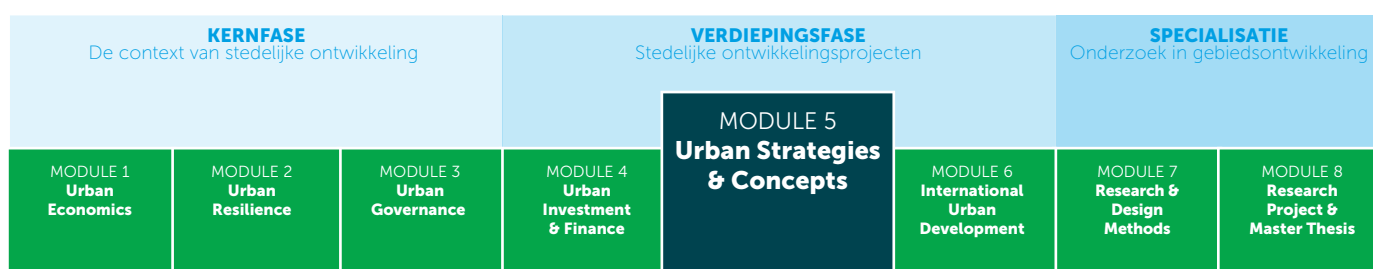 KERNFASE
De context van stedelijke ontwikkeling
VERDIEPINGSFASE
Stedelijke ontwikkelingsprojecten
SPECIALISATIE
Onderzoek in gebiedsontwikkeling
MODULE 1
Urban
Economics
MODULE 2
Urban
Resilience
MODULE 3
Urban
Governance
MODULE 4
Urban
Investment
& Finance
MODULE 5
Urban Strategies
& Concepts
MODULE 6
International
Urban
Development
MODULE 7
Research &
Design
Methods
MODULE 8
Research
Project &
Master Thesis